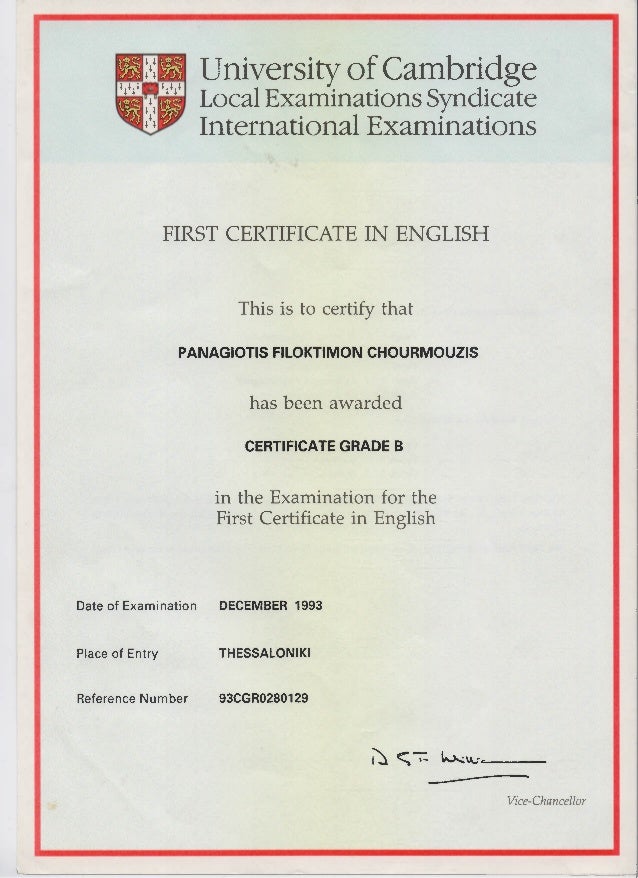 University of Cambridge
Local Examinations Syndicate
International Examinations
FIRST CERTIFICATE IN ENGLISH
This is to certify that
PANAGIOTIS FILOKTIMON CHOURMOUZIS
has been awarded
CERTIFICATE GRADE B
in the Examination for the
First Certificate in English
Date of Examination DECEMBER 1993
Place of Entry THESSALONIKI
Reference Number 93CGR0280129
Vice-Chancellor